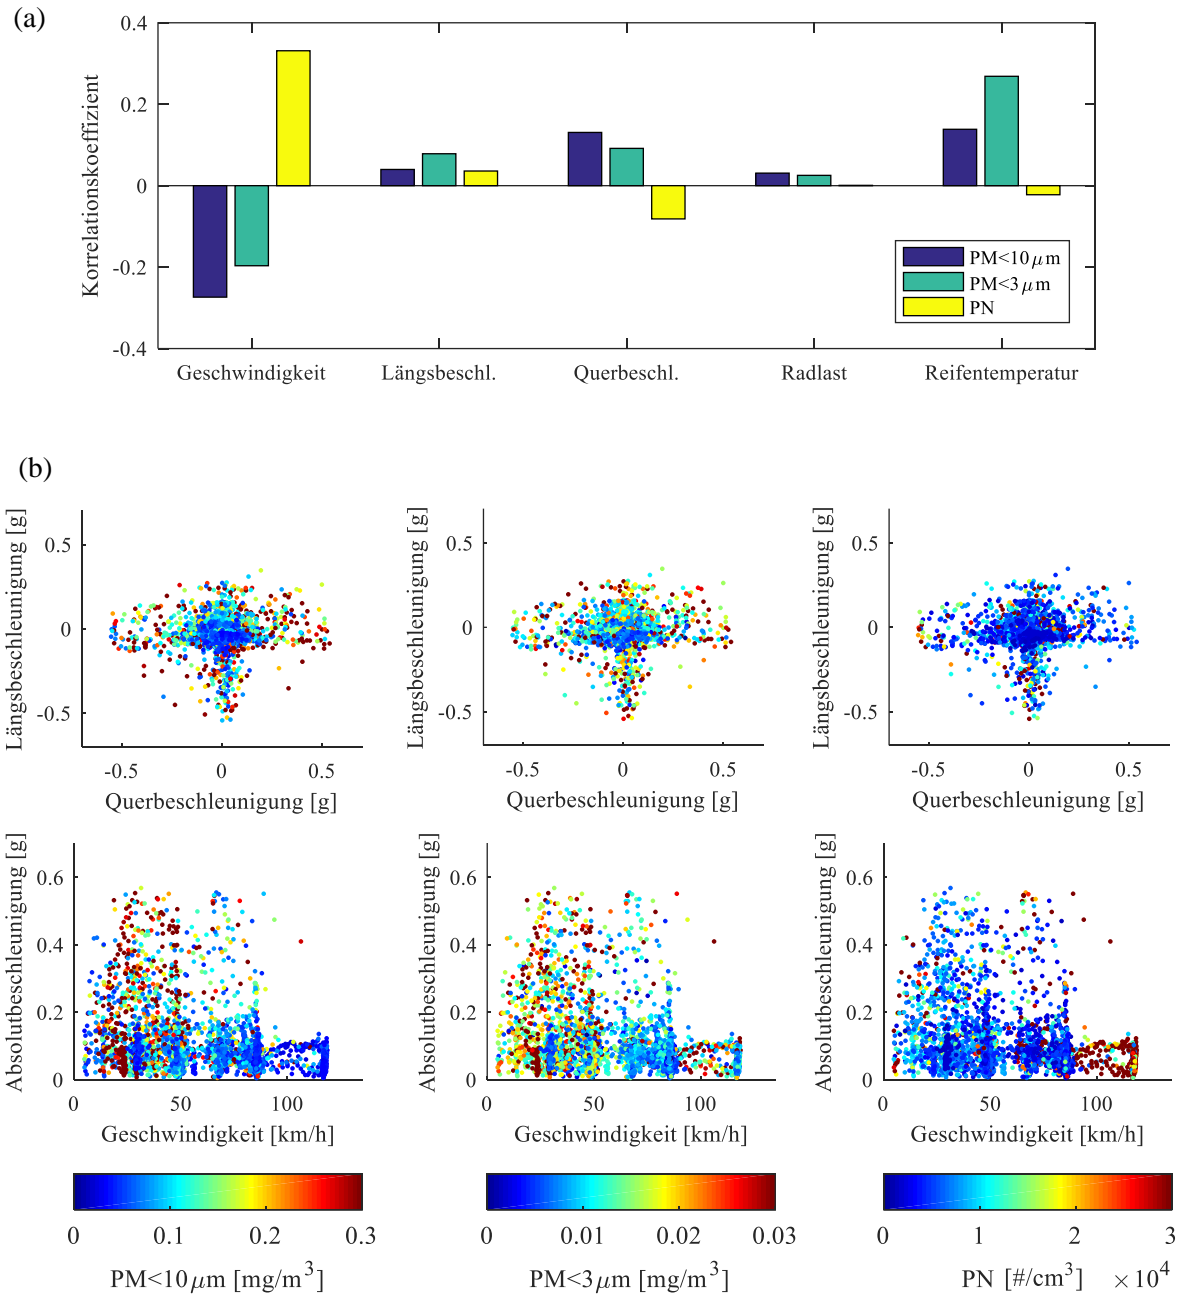 (a)
0.4
0.2
0
-0.2
-0.4
Korrelationskoeffizient
PM<10μm
PM<3μm
PN
Geschwindigkeit Längsbeschl. Querbeschl. Radlast Reifentemperatur
(b)
Längsbeschleunigung [g] Längsbeschleunigung [g] Längsbeschleunigung [g]
0.5 0.5 0.5
0 0 0
-0.5 -0.5 -0.5
-0.5 0 0.5 -0.5 0 0.5 -0.5 0 0.5
Querbeschleunigung [g] Querbeschleunigung [g] Querbeschleunigung [g]
Absolutbeschleunigung [g] Absolutbeschleunigung [g] Absolutbeschleunigung [g]
0.6 0.6 0.6
0.4 0.4 0.4
0.2 0.2 0.2
0 0 0
0 50 100 0 50 100 0 50 100
Geschwindigkeit [km/h] Geschwindigkeit [km/h] Geschwindigkeit [km/h]
0 0.1 0.2 0.3 0 0.01 0.02 0.03 0 1 2 3
PM<10μm [mg/m³] PM<3μm [mg/m³] PN [#/cm³] ×10⁴